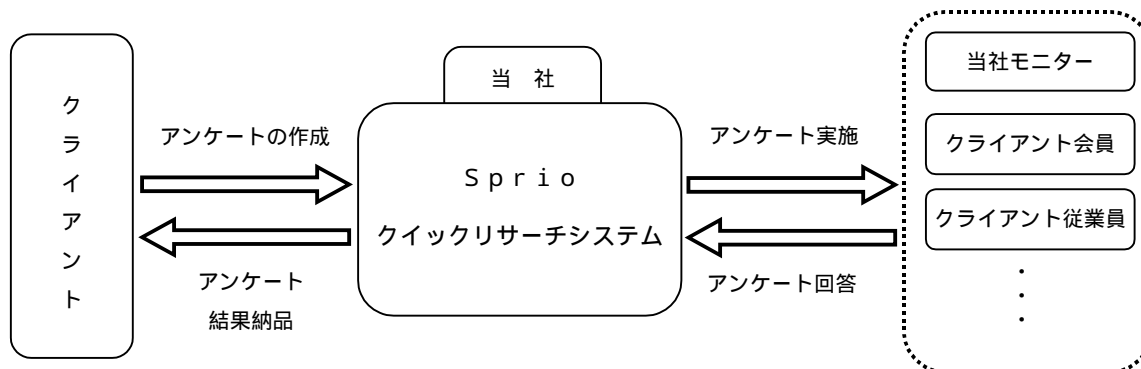 クライアント
アンケートの作成
アンケート
結果納品
当　社
Ｓｐｒｉｏ
クイックリサーチシステム
アンケート実施
アンケート回答
当社モニター
クライアント会員
クライアント従業員
・
・
・